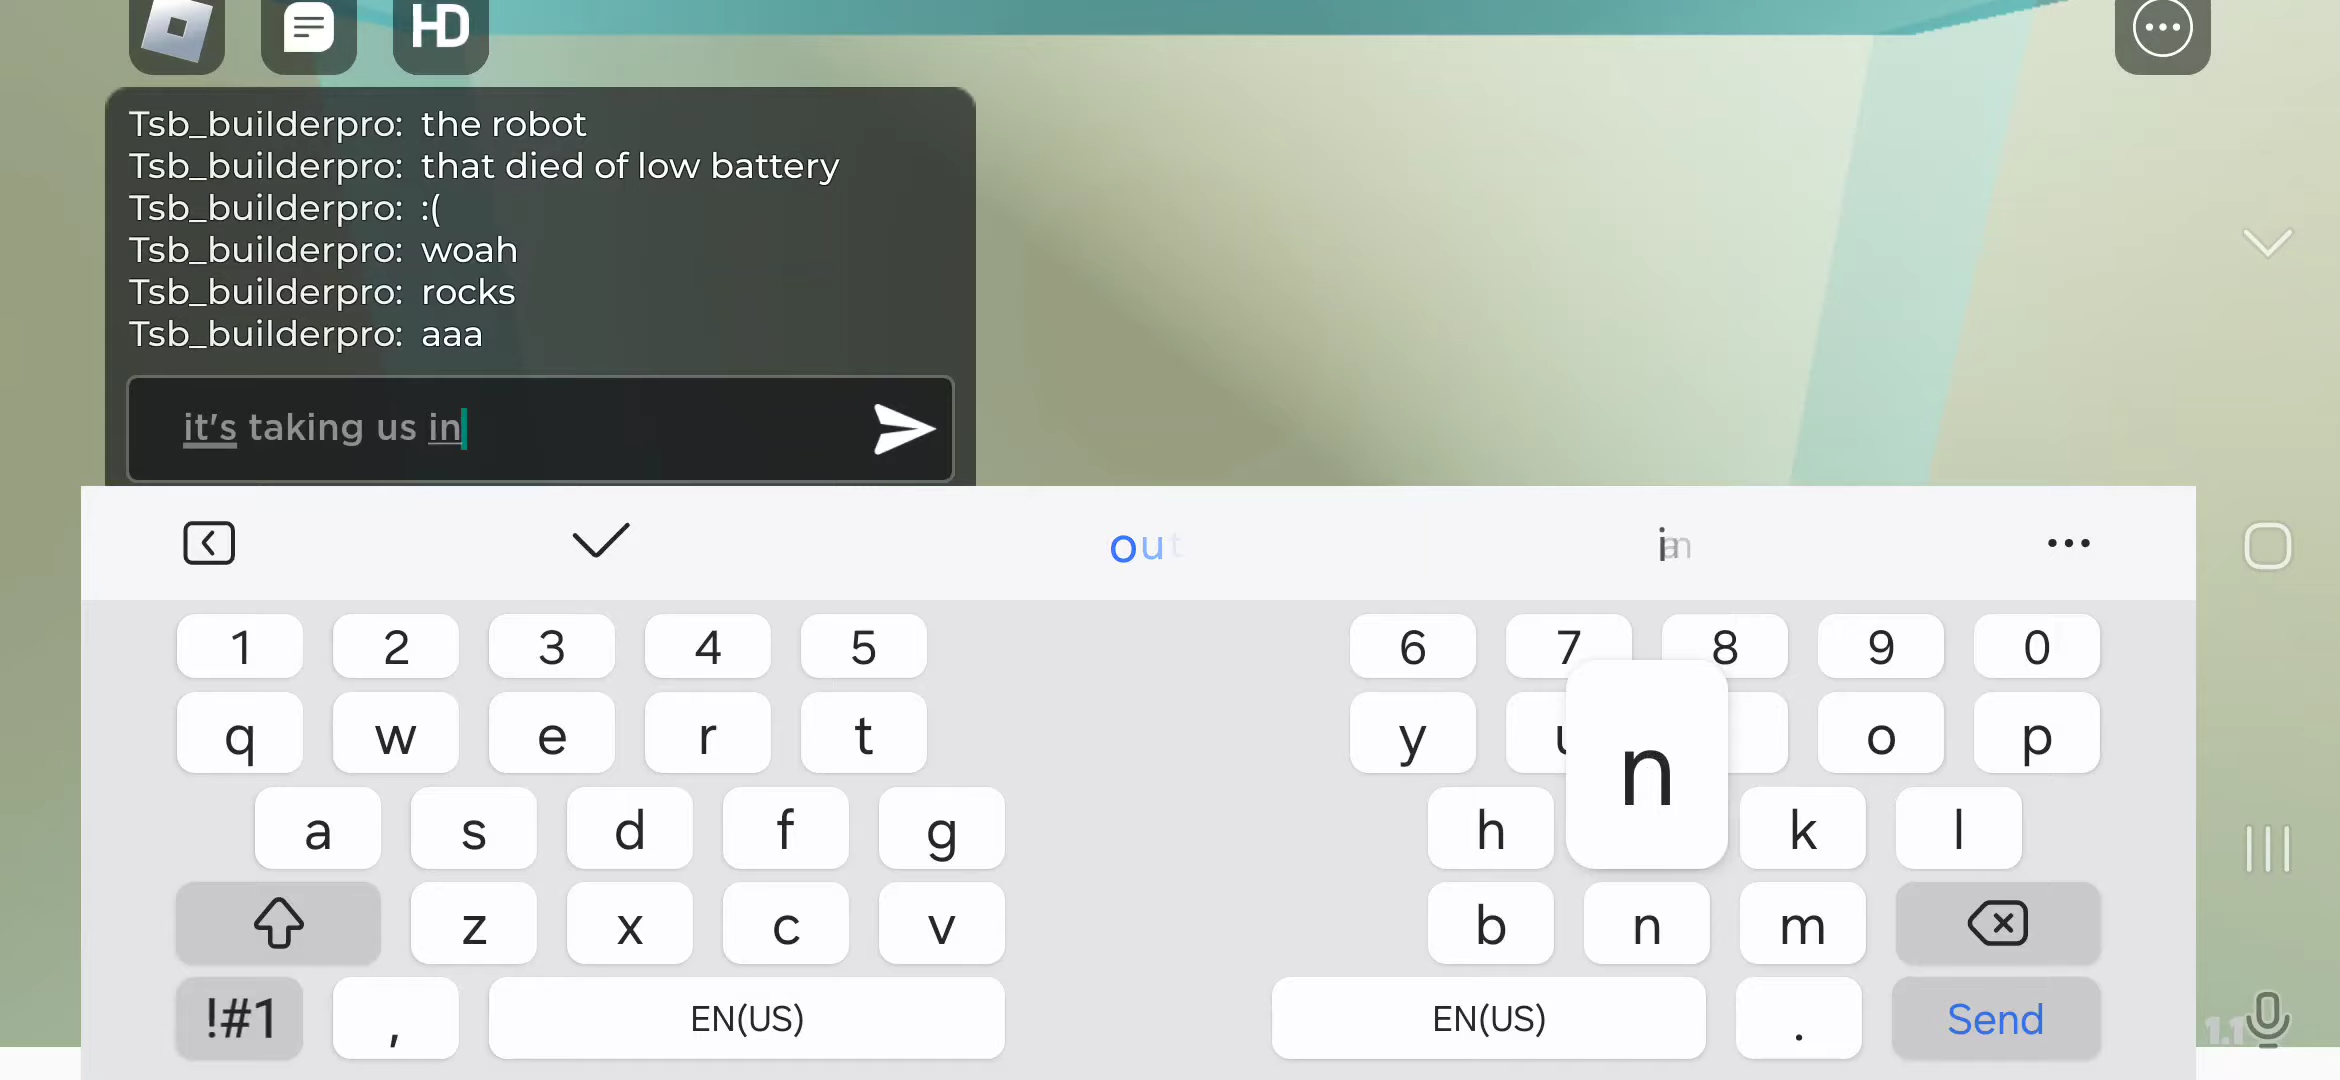 HD
Tsb_builderpro: the robot
Tsb_builderpro: that died of low battery
Tsb_builderpro: :(
Tsb_builderpro: woah
Tsb_builderpro: rocks
Tsb_builderpro: aaa
it's taking us in
out
1 2 3 4 5 6 7 8 9 0
q w e r t y o p
a s d f g h n k l
z x c v b n m
!#1 , EN(US) EN(US) . Send